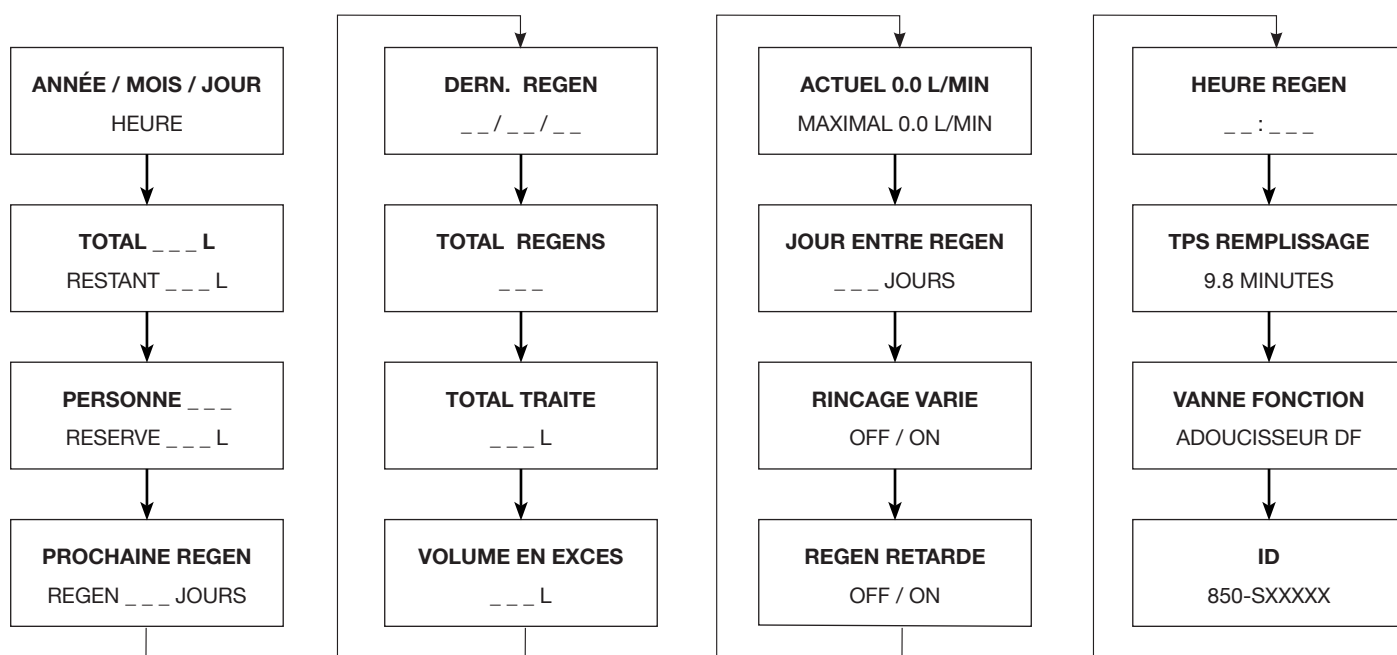 ANNÉE / MOIS / JOUR
HEURE
TOTAL _ _ _ L
RESTANT _ _ _ L
PERSONNE _ _ _
RESERVE _ _ _ L
PROCHAINE REGEN
REGEN _ _ _ JOURS
DERN. REGEN
_ _ / _ _ / _ _
TOTAL REGENS
_ _ _
TOTAL TRAITE
_ _ _ L
VOLUME EN EXCES
_ _ _ L
ACTUEL 0.0 L/MIN
MAXIMAL 0.0 L/MIN
JOUR ENTRE REGEN
_ _ _ JOURS
RINCAGE VARIE
OFF / ON
REGEN RETARDE
OFF / ON
HEURE REGEN
_ _ : _ _ _
TPS REMPLISSAGE
9.8 MINUTES
VANNE FONCTION
ADOUCISSEUR DF
ID
850-SXXXXX